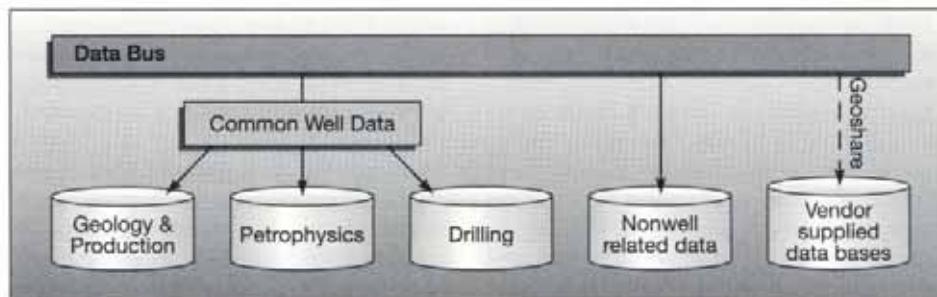 Data Bus
Geoshare
Common Well Data
Geology &
Production
Petrophysics
Drilling
Nonwell
related data
Vendor
supplied
data bases